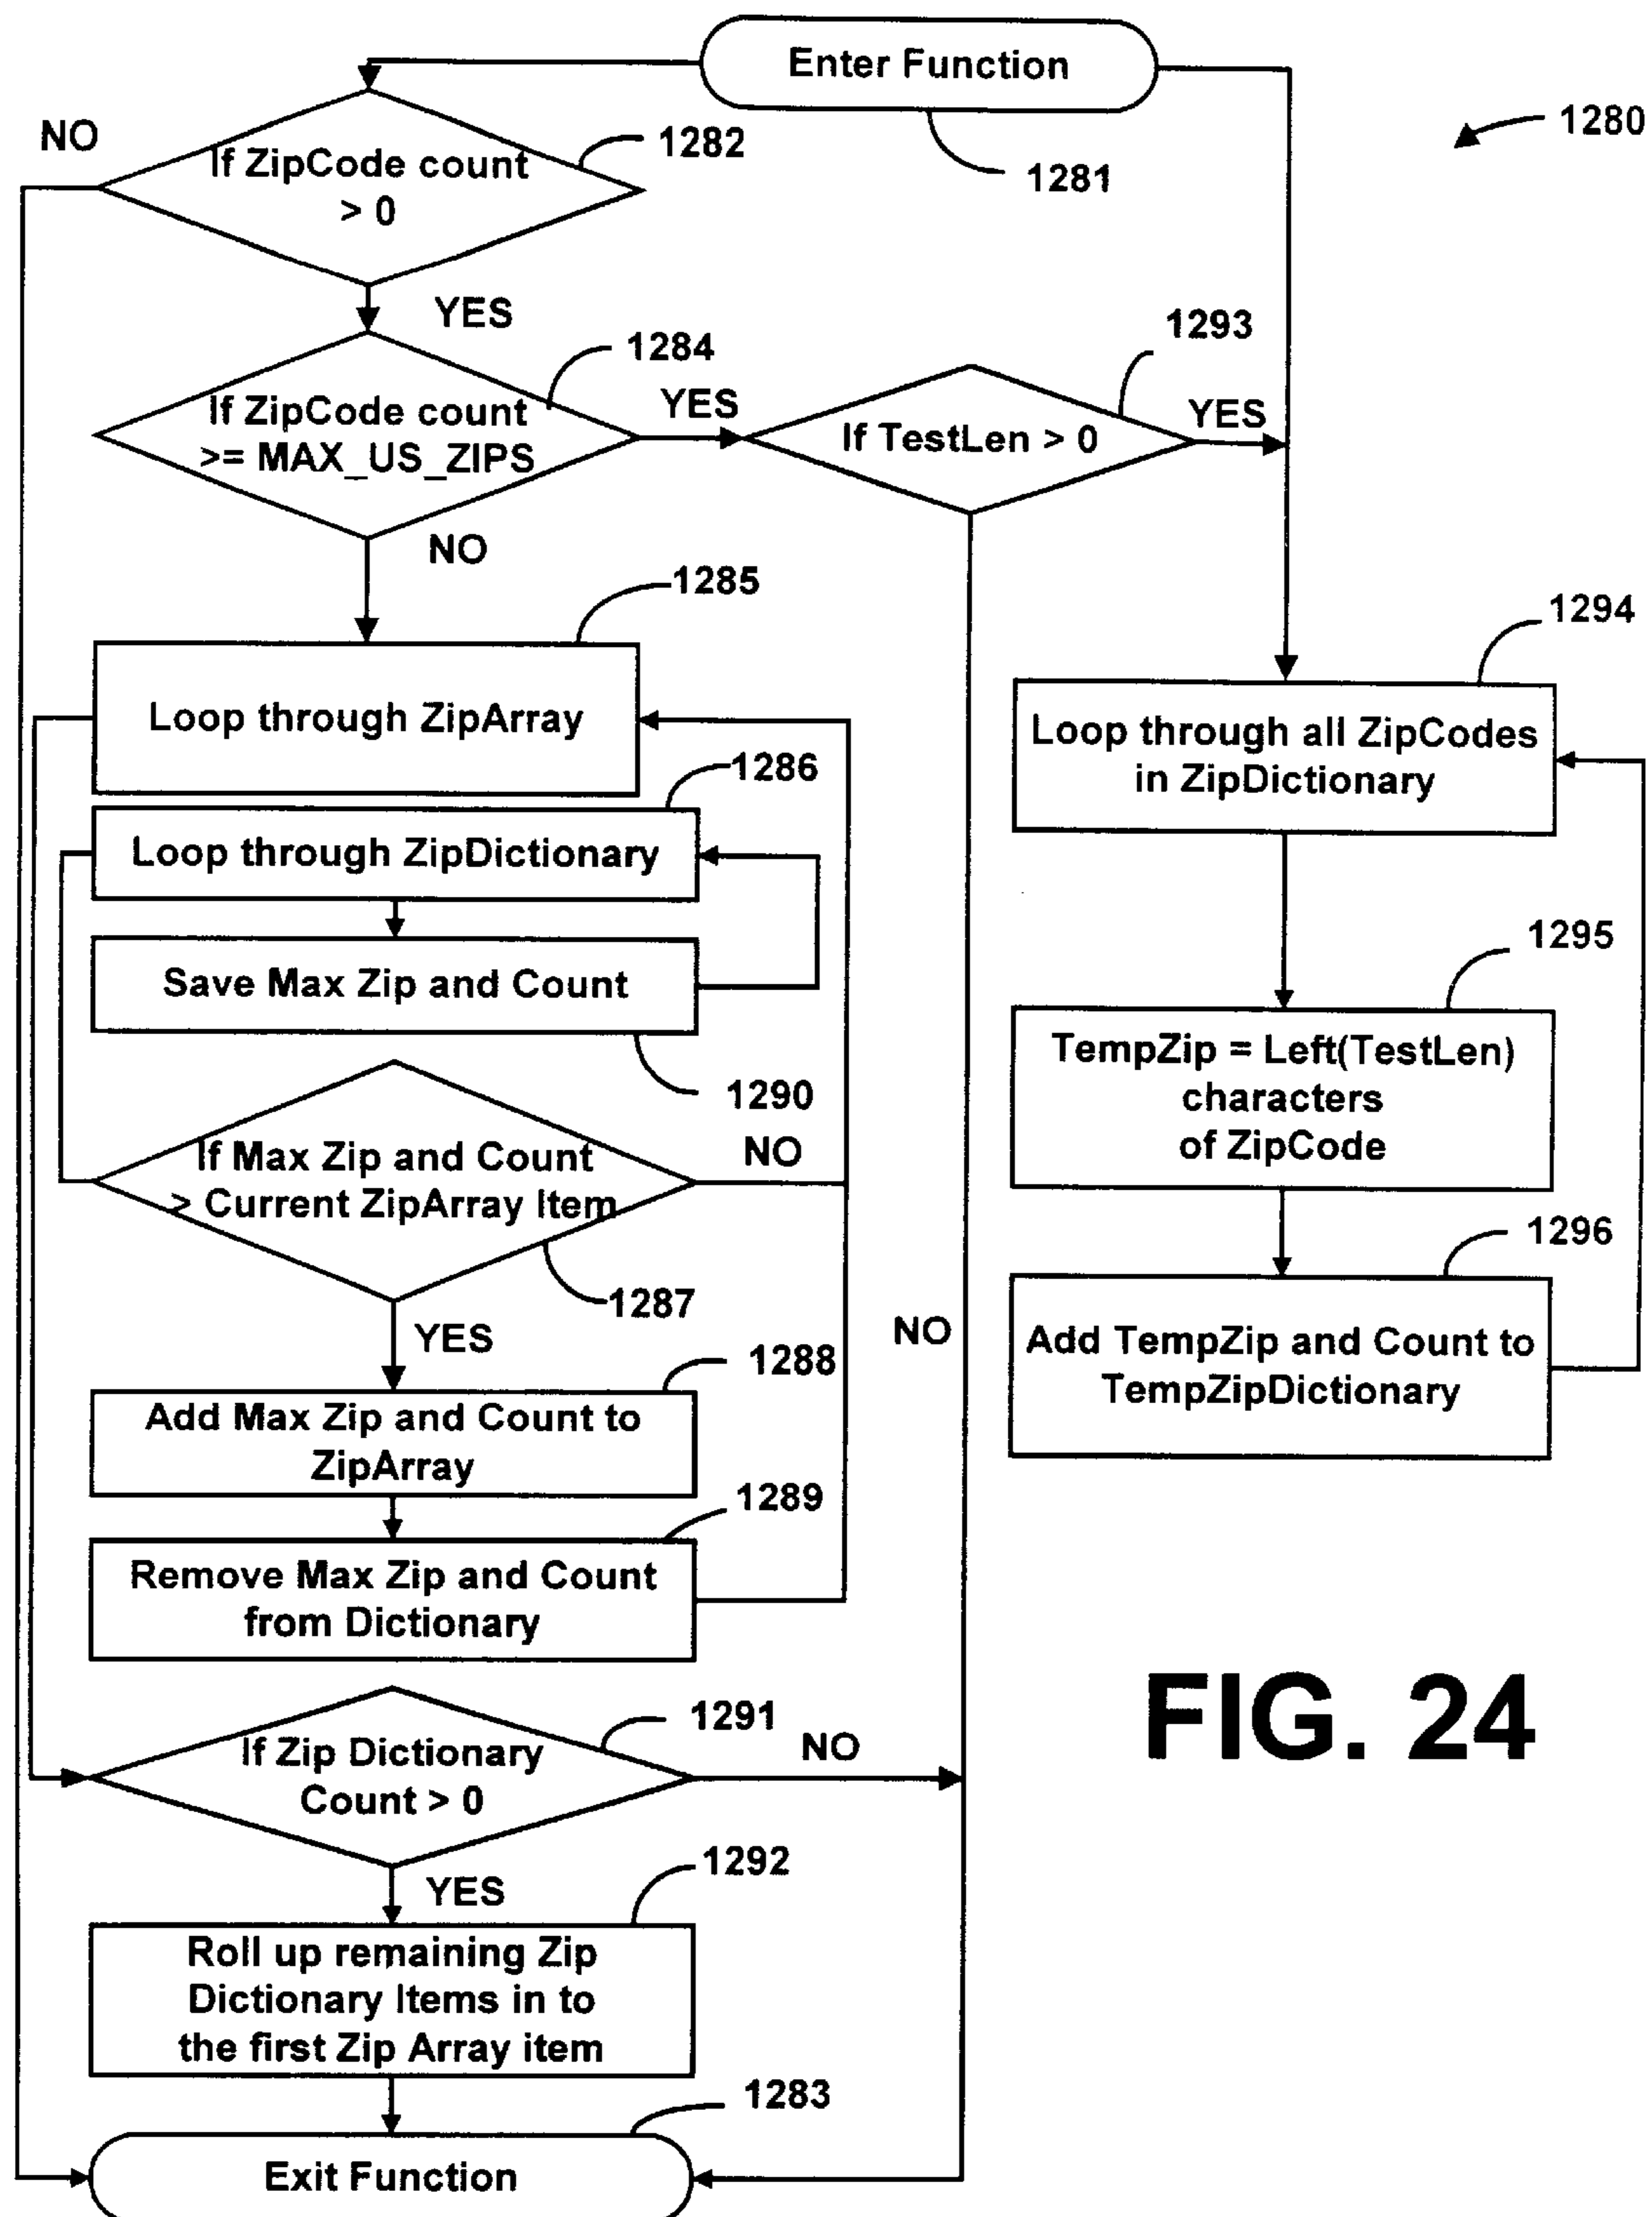 Enter Function
1280
1281
NO
1282
If ZipCode count
> 0
YES
1284
If ZipCode count
>= MAX_US_ZIPS
YES
1293
If TestLen > 0
YES
NO
1285
Loop through ZipArray
1286
Loop through ZipDictionary
Save Max Zip and Count
1290
If Max Zip and Count
> Current ZipArray Item
NO
1287
YES
1288
Add Max Zip and Count to
ZipArray
1289
Remove Max Zip and Count
from Dictionary
1291
If Zip Dictionary
Count > 0
NO
YES
1292
Roll up remaining Zip
Dictionary Items in to
the first Zip Array item
1283
Exit Function
NO
1294
Loop through all ZipCodes
in ZipDictionary
1295
TempZip = Left(TestLen)
characters
of ZipCode
1296
Add TempZip and Count to
TempZipDictionary
FIG. 24